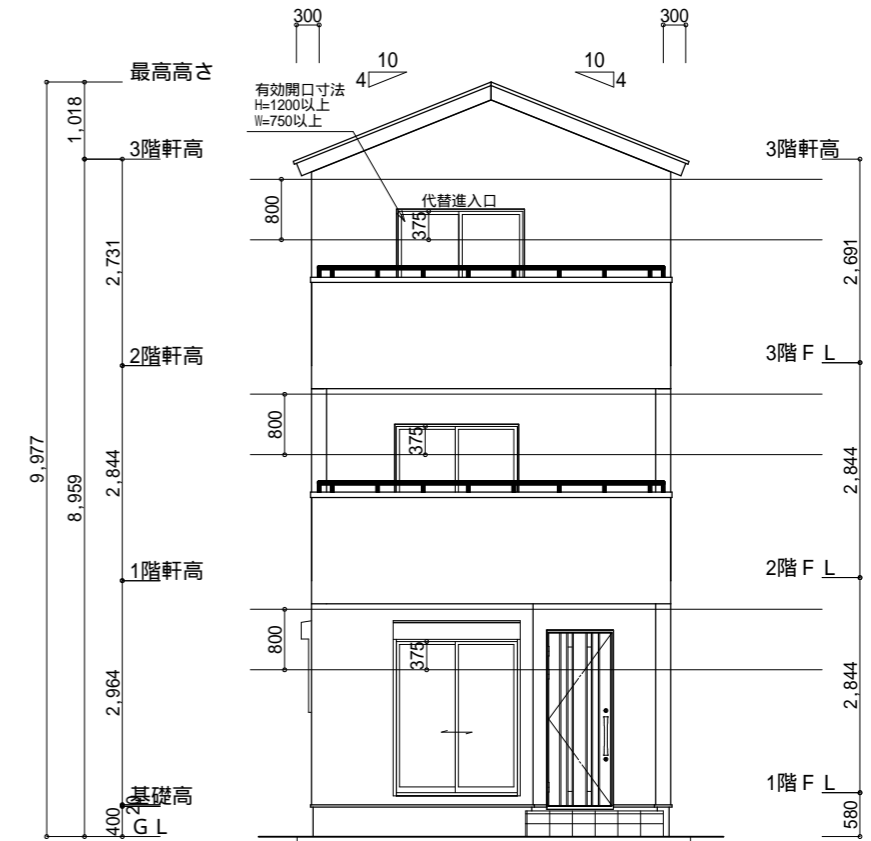 300
300
10
4
10
4
最高高さ
有効開口寸法
H=1200以上
W=750以上
1,018
3階軒高
3階軒高
代替進入口
800
375
2,731
2,691
2階軒高
3階ＦＬ
800
375
9,977
8,959
2,844
2,844
1階軒高
2階ＦＬ
800
375
2,964
2,844
基礎高
20
1階ＦＬ
400
ＧＬ
580